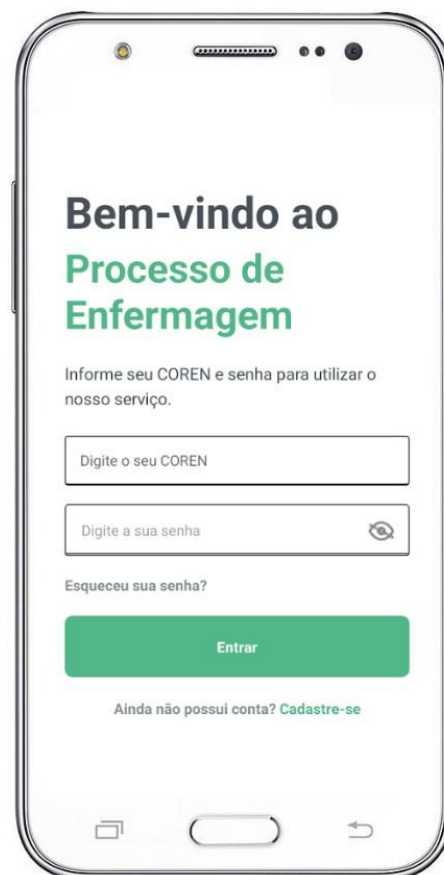 Bem-vindo ao
Processo de
Enfermagem
Informe seu COREN e senha para utilizar o
nosso serviço.
Digite o seu COREN
Digite a sua senha
Esqueceu sua senha?
Entrar
Ainda não possui conta? Cadastre-se